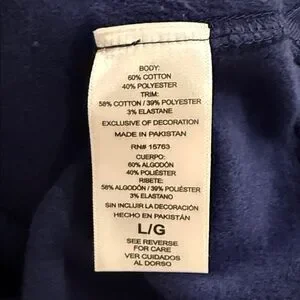 BODY:
60% COTTON
40% POLYESTER
TRIM:
58% COTTON / 39% POLYESTER
3% ELASTANE
EXCLUSIVE OF DECORATION
MADE IN PAKISTAN
RN# 15763
CUERPO:
60% ALGODÓN
40% POLIÉSTER
RIBETE:
58% ALGODÓN / 39% POLIÉSTER
3% ELASTANO
SIN INCLUIR LA DECORACIÓN
HECHO EN PAKISTÁN
L/G
SEE REVERSE
FOR CARE
VER CUIDADOS
AL DORSO